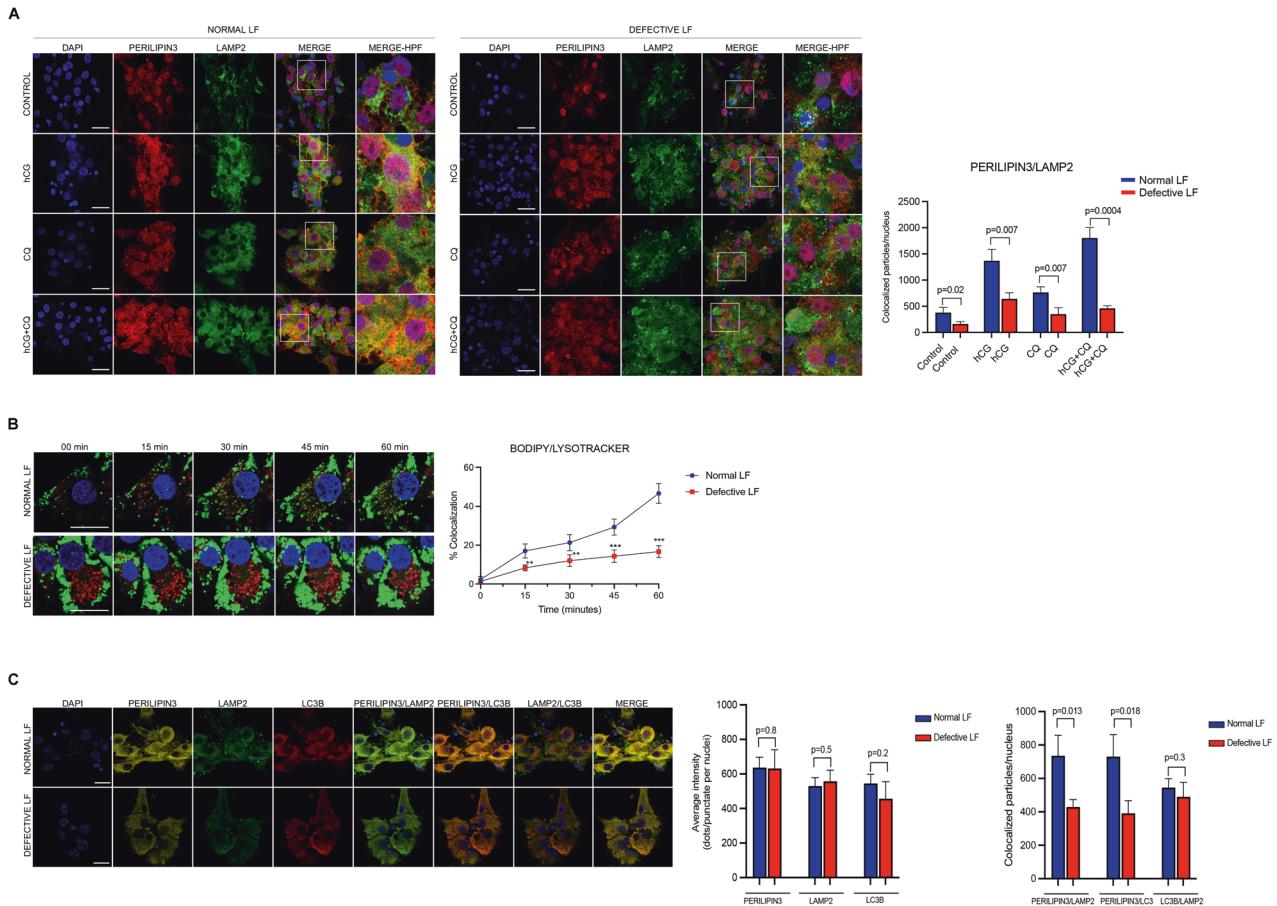 A
NORMAL LF
DEFECTIVE LF
DAPI PERILIPIN3 LAMP2 MERGE MERGE-HPF
DAPI PERILIPIN3 LAMP2 MERGE MERGE-HPF
CONTROL
hCG
CQ
hCG+CQ
CONTROL
hCG
CQ
hCG+CQ
PERILIPIN3/LAMP2
Normal LF
Defective LF
Colocalized particles/nucleus
2500
2000
1500
1000
500
0
p=0.02
p=0.007
p=0.007
p=0.0004
Control
Control
hCG
hCG
CQ
CQ
hCG+CQ
hCG+CQ
B
00 min 15 min 30 min 45 min 60 min
NORMAL LF
DEFECTIVE LF
BODIPY/LYSOTRACKER
Normal LF
Defective LF
% Colocalization
60
40
20
0
** ** *** ***
0 15 30 45 60
Time (minutes)
C
DAPI PERILIPIN3 LAMP2 LC3B PERILIPIN3/LAMP2 PERILIPIN3/LC3B LAMP2/LC3B MERGE
NORMAL LF
DEFECTIVE LF
Average intensity
(dots/punctate per nuclei)
1000
800
600
400
200
0
p=0.8
p=0.5
p=0.2
Normal LF
Defective LF
PERILIPIN3 LAMP2 LC3B
Colocalized particles/nucleus
1000
800
600
400
200
0
p=0.013
p=0.018
p=0.3
Normal LF
Defective LF
PERILIPIN3/LAMP2 PERILIPIN3/LC3 LC3B/LAMP2